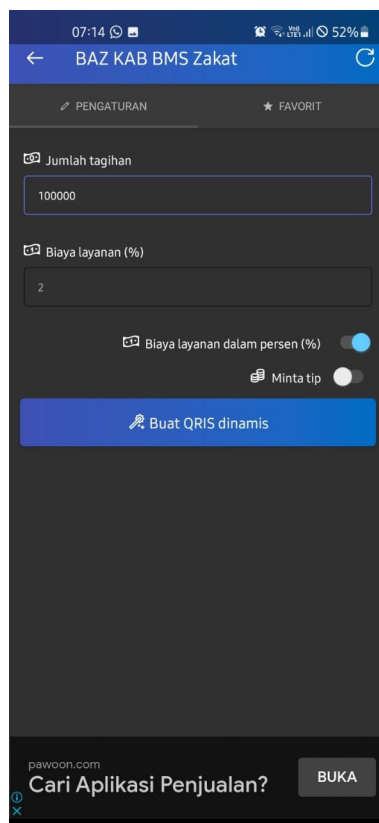 07:14 52%
BAZ KAB BMS Zakat
PENGATURAN FAVORIT
Jumlah tagihan
100000
Biaya layanan (%)
2
Biaya layanan dalam persen (%)
Minta tip
Buat QRIS dinamis
pawoon.com
Cari Aplikasi Penjualan?
BUKA